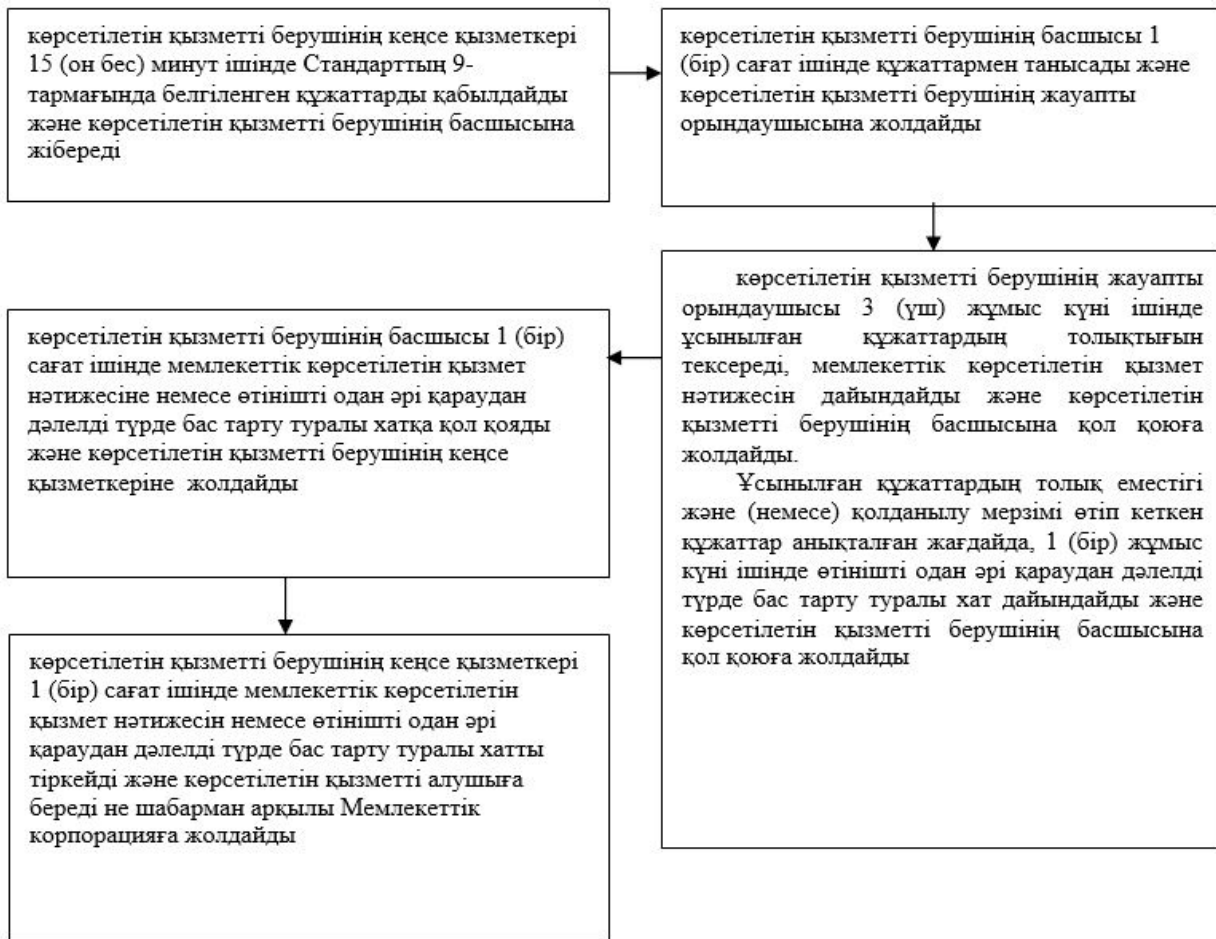 көрсетілетін қызметті берушінің кеңсе қызметкері
15 (он бес) минут ішінде Стандарттың 9-
тармағында белгіленген құжаттарды қабылдайды
және көрсетілетін қызметті берушінің басшысына
жібереді
көрсетілетін қызметті берушінің басшысы 1
(бір) сағат ішінде құжаттармен танысады және
көрсетілетін қызметті берушінің жауапты
орындаушысына жолдайды
көрсетілетін қызметті берушінің жауапты
орындаушысы 3 (үш) жұмыс күні ішінде
ұсынылған құжаттардың толықтығын
тексереді, мемлекеттік көрсетілетін қызмет
нәтижесін дайындайды және көрсетілетін
қызметті берушінің басшысына қол қоюға
жолдайды.
Ұсынылған құжаттардың толық еместігі
және (немесе) қолданылу мерзімі өтіп кеткен
құжаттар анықталған жағдайда, 1 (бір) жұмыс
күні ішінде өтінішті одан әрі қараудан дәлелді
түрде бас тарту туралы хат дайындайды және
көрсетілетін қызметті берушінің басшысына
қол қоюға жолдайды
көрсетілетін қызметті берушінің басшысы 1 (бір)
сағат ішінде мемлекеттік көрсетілетін қызмет
нәтижесіне немесе өтінішті одан әрі қараудан
дәлелді түрде бас тарту туралы хатқа қол қояды
және көрсетілетін қызметті берушінің кеңсе
қызметкеріне жолдайды
көрсетілетін қызметті берушінің кеңсе қызметкері
1 (бір) сағат ішінде мемлекеттік көрсетілетін
қызмет нәтижесін немесе өтінішті одан әрі
қараудан дәлелді түрде бас тарту туралы хатты
тіркейді және көрсетілетін қызметті алушыға
береді не шабарман арқылы Мемлекеттік
корпорацияға жолдайды